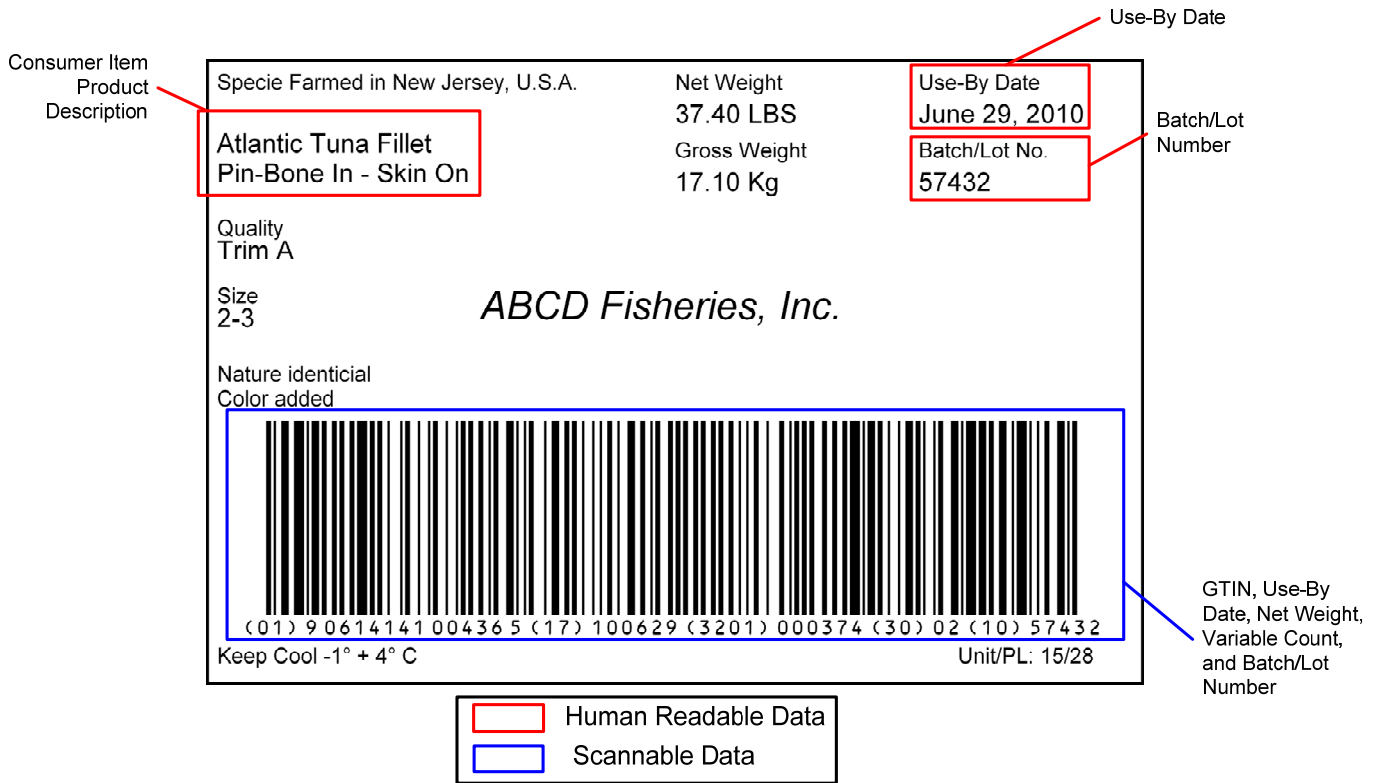 Use-By Date
Consumer Item
Product
Description
Specie Farmed in New Jersey, U.S.A.
Net Weight
37.40 LBS
Use-By Date
June 29, 2010
Batch/Lot
Number
Atlantic Tuna Fillet
Pin-Bone In - Skin On
Gross Weight
17.10 Kg
Batch/Lot No.
57432
Quality
Trim A
Size
2-3
ABCD Fisheries, Inc.
Nature identicial
Color added
(01)90614141004365(17)100629(3201)000374(30)02(10)57432
Keep Cool -1° + 4° C
Unit/PL: 15/28
GTIN, Use-By
Date, Net Weight,
Variable Count,
and Batch/Lot
Number
Human Readable Data
Scannable Data